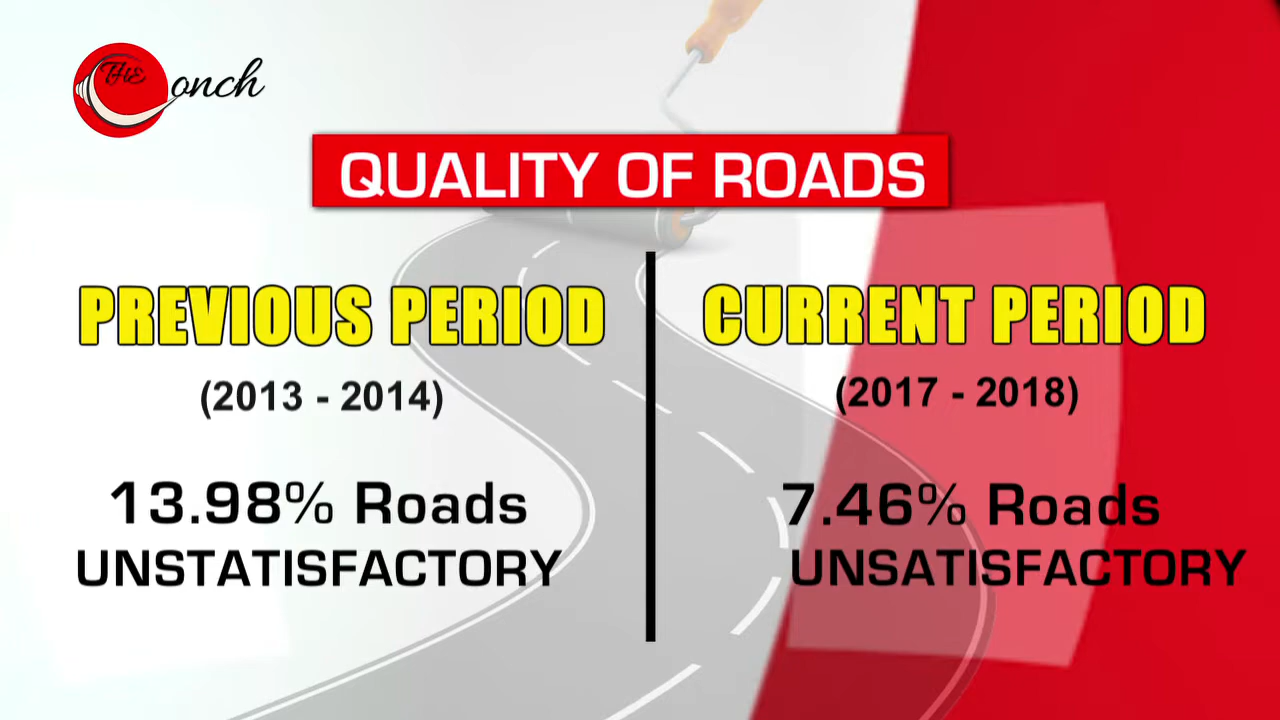 THE Conch
QUALITY OF ROADS
PREVIOUS PERIOD
(2013 - 2014)
13.98% Roads
UNSTATISFACTORY
CURRENT PERIOD
(2017 - 2018)
7.46% Roads
UNSATISFACTORY